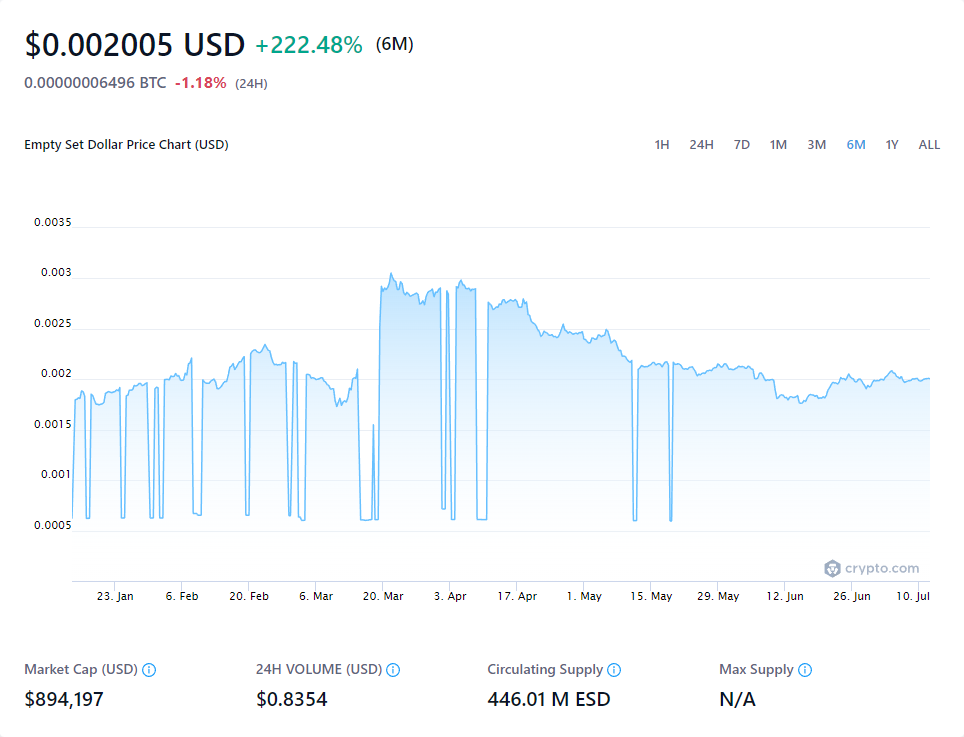 $0.002005 USD +222.48% (6M)
0.00000006496 BTC -1.18% (24H)
Empty Set Dollar Price Chart (USD) 1H 24H 7D 1M 3M 6M 1Y ALL
0.0035
0.003
0.0025
0.002
0.0015
0.001
0.0005
crypto.com
23. Jan 6. Feb 20. Feb 6. Mar 20. Mar 3. Apr 17. Apr 1. May 15. May 29. May 12. Jun 26. Jun 10. Jul
Market Cap (USD) 24H VOLUME (USD) Circulating Supply Max Supply
$894,197 $0.8354 446.01 M ESD N/A